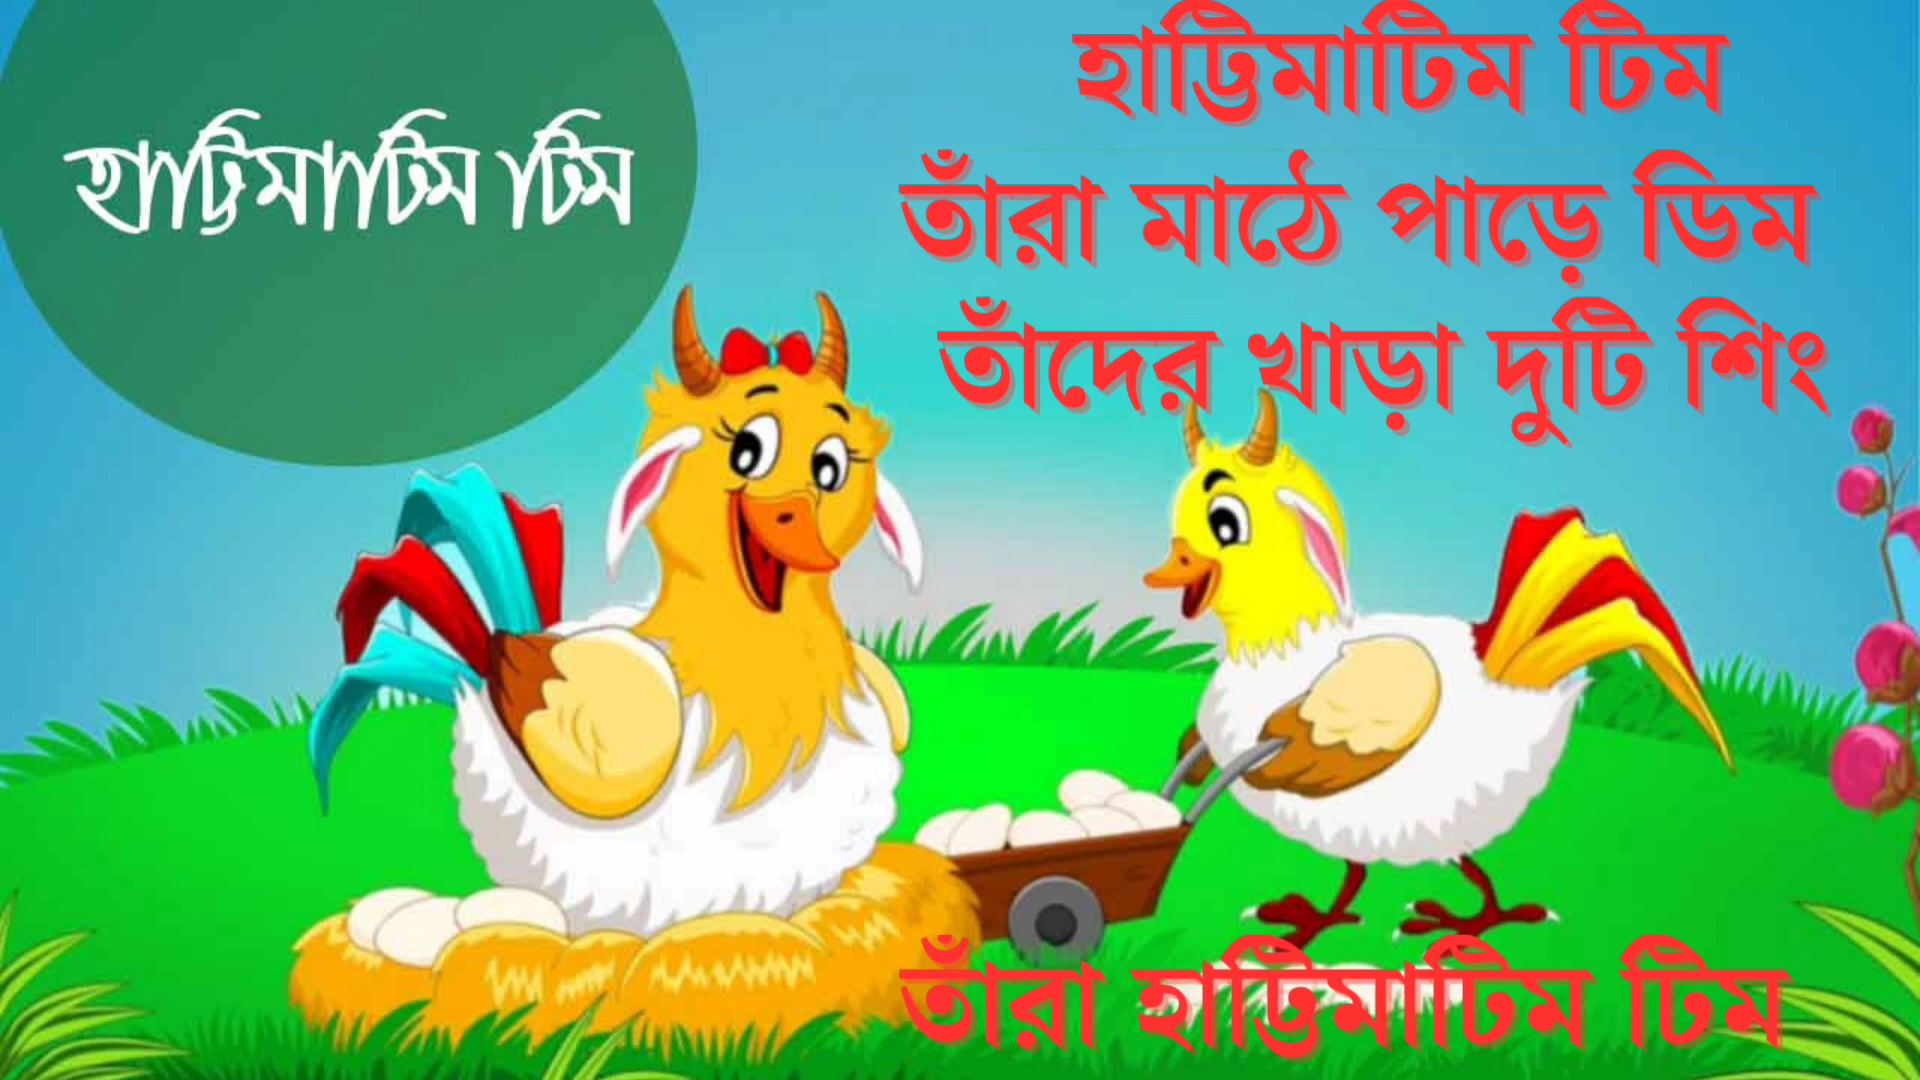 হাট্টিমাটিম টিম
হাট্টিমাটিম টিম
তাঁরা মাঠে পাড়ে ডিম
তাঁদের খাড়া দুটি শিং
তাঁরা হাট্টিমাটিম টিম